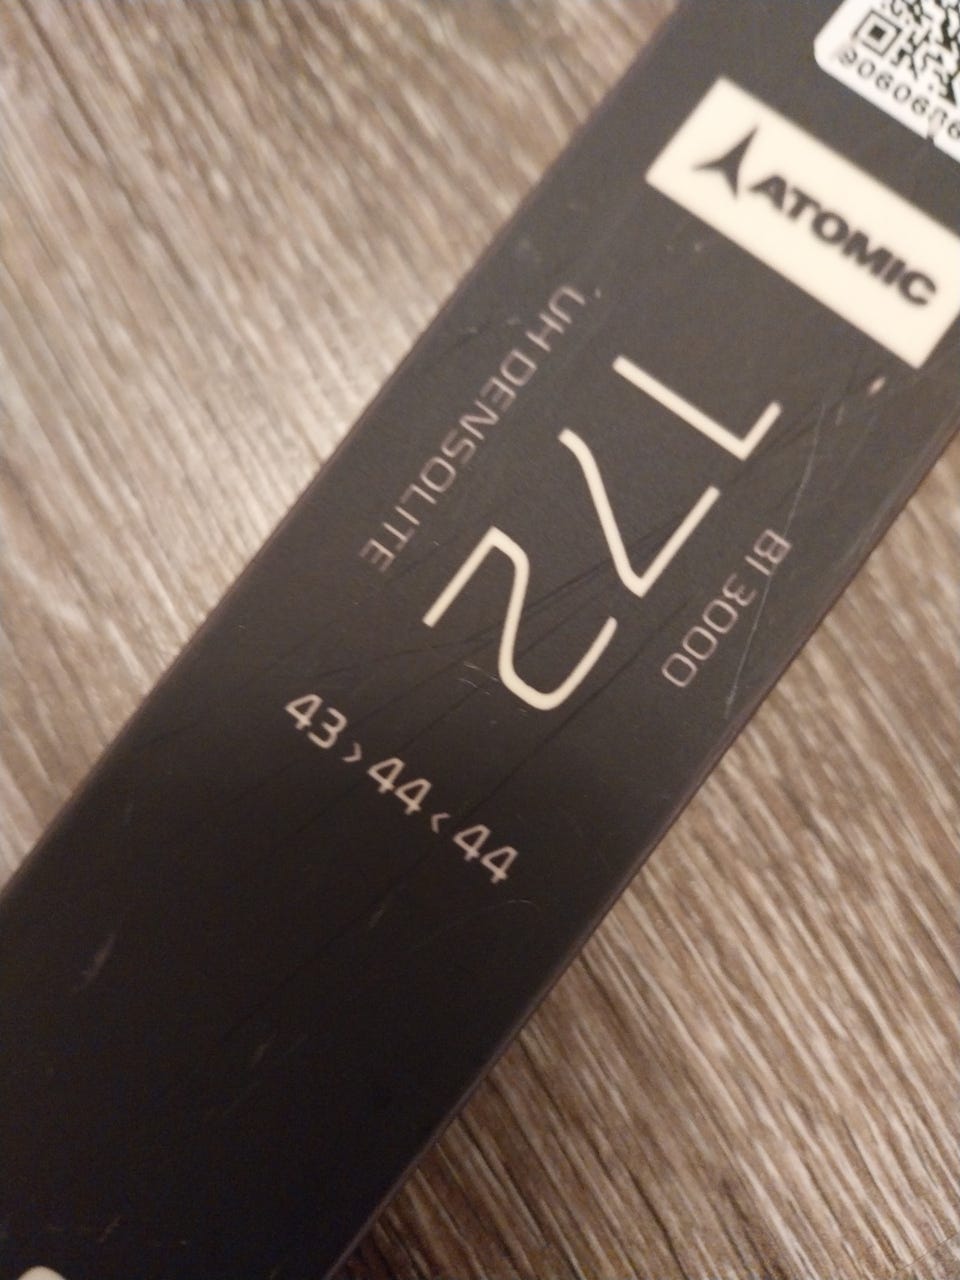 ATOMIC
UH DENSOLITE
172
BI 3000
43 > 44 < 44